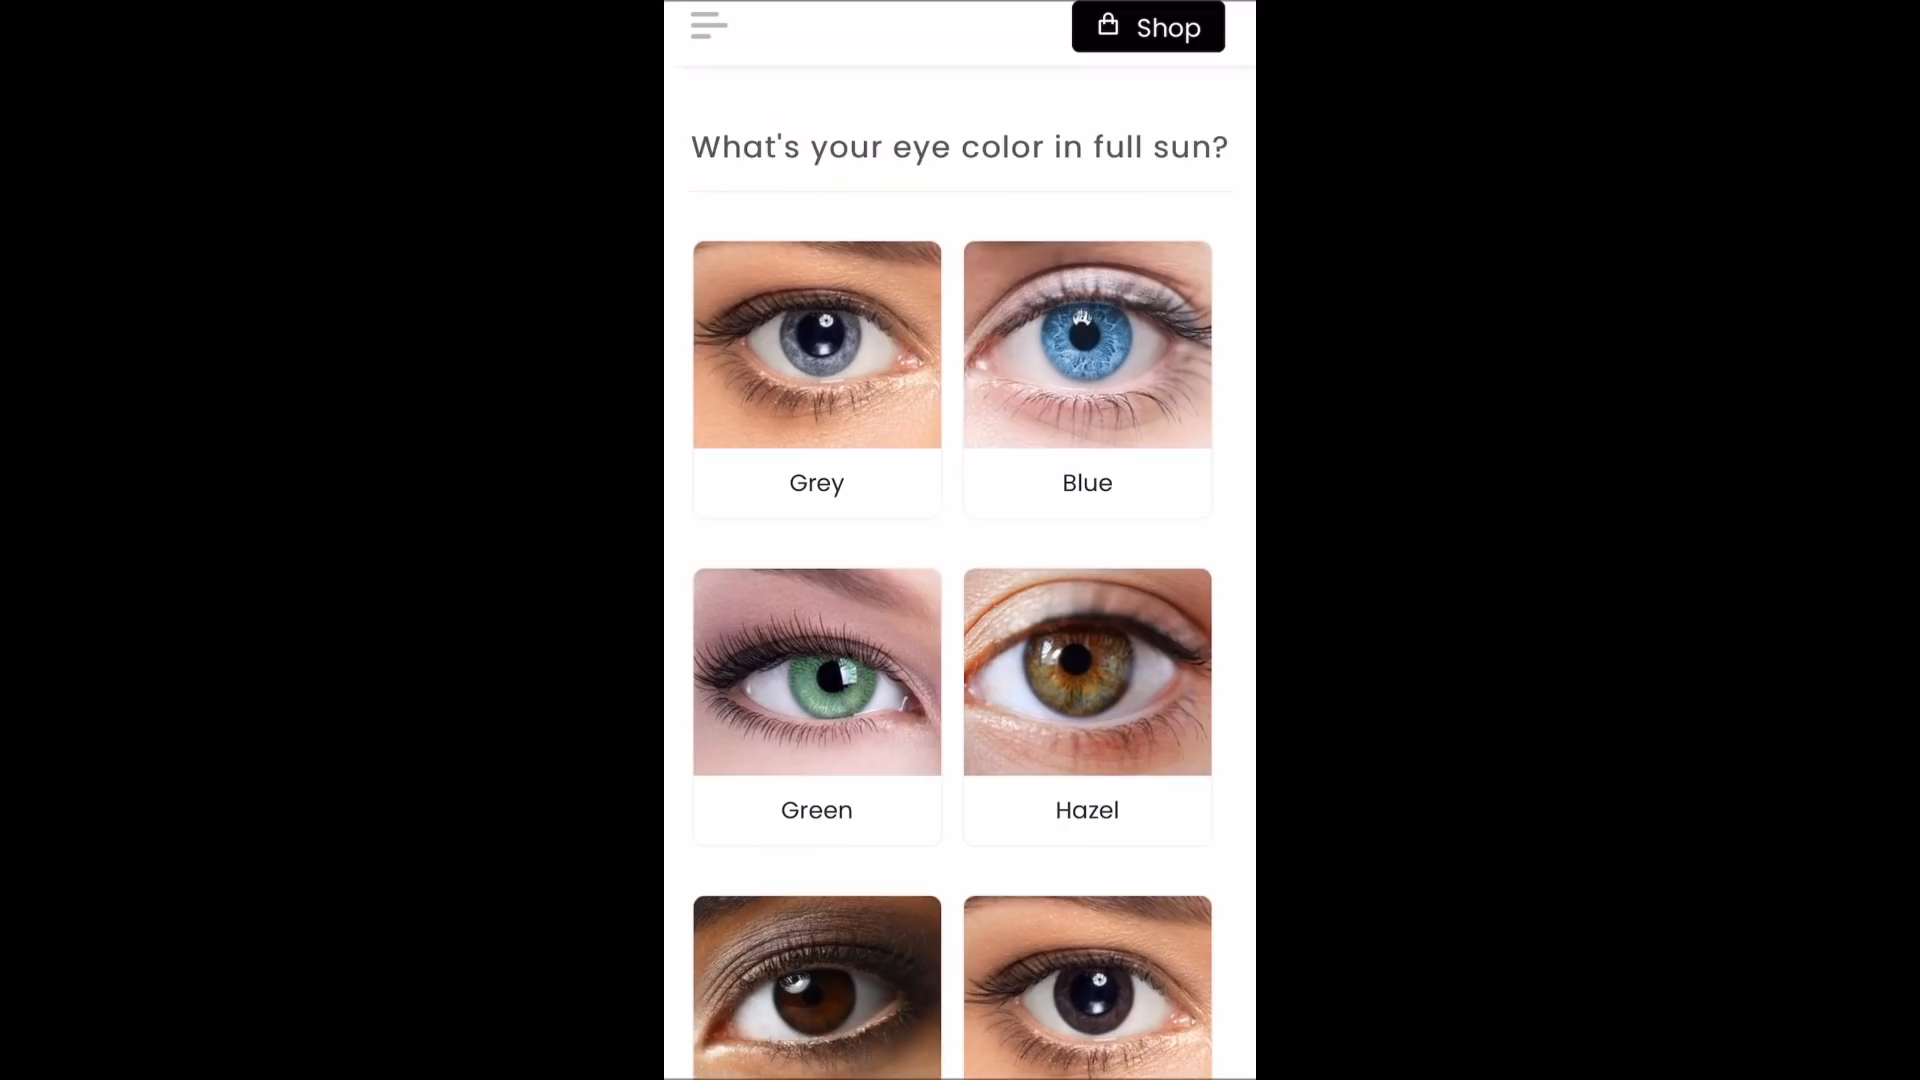 Shop
What's your eye color in full sun?
Grey
Blue
Green
Hazel